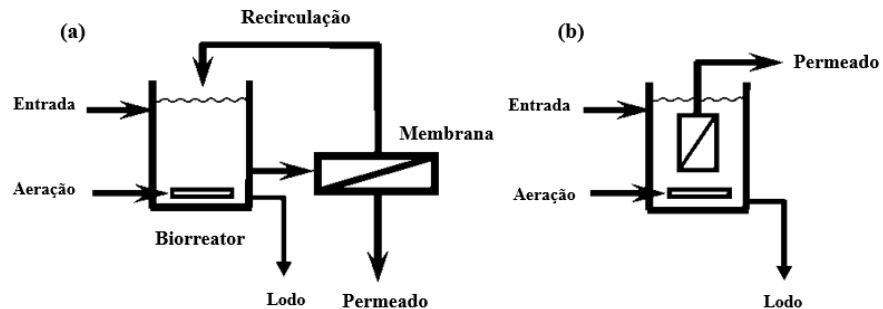 Recirculação
(a)
(b)
Permeado
Entrada
Entrada
Membrana
Aeração
Aeração
Biorreator
Lodo
Permeado
Lodo